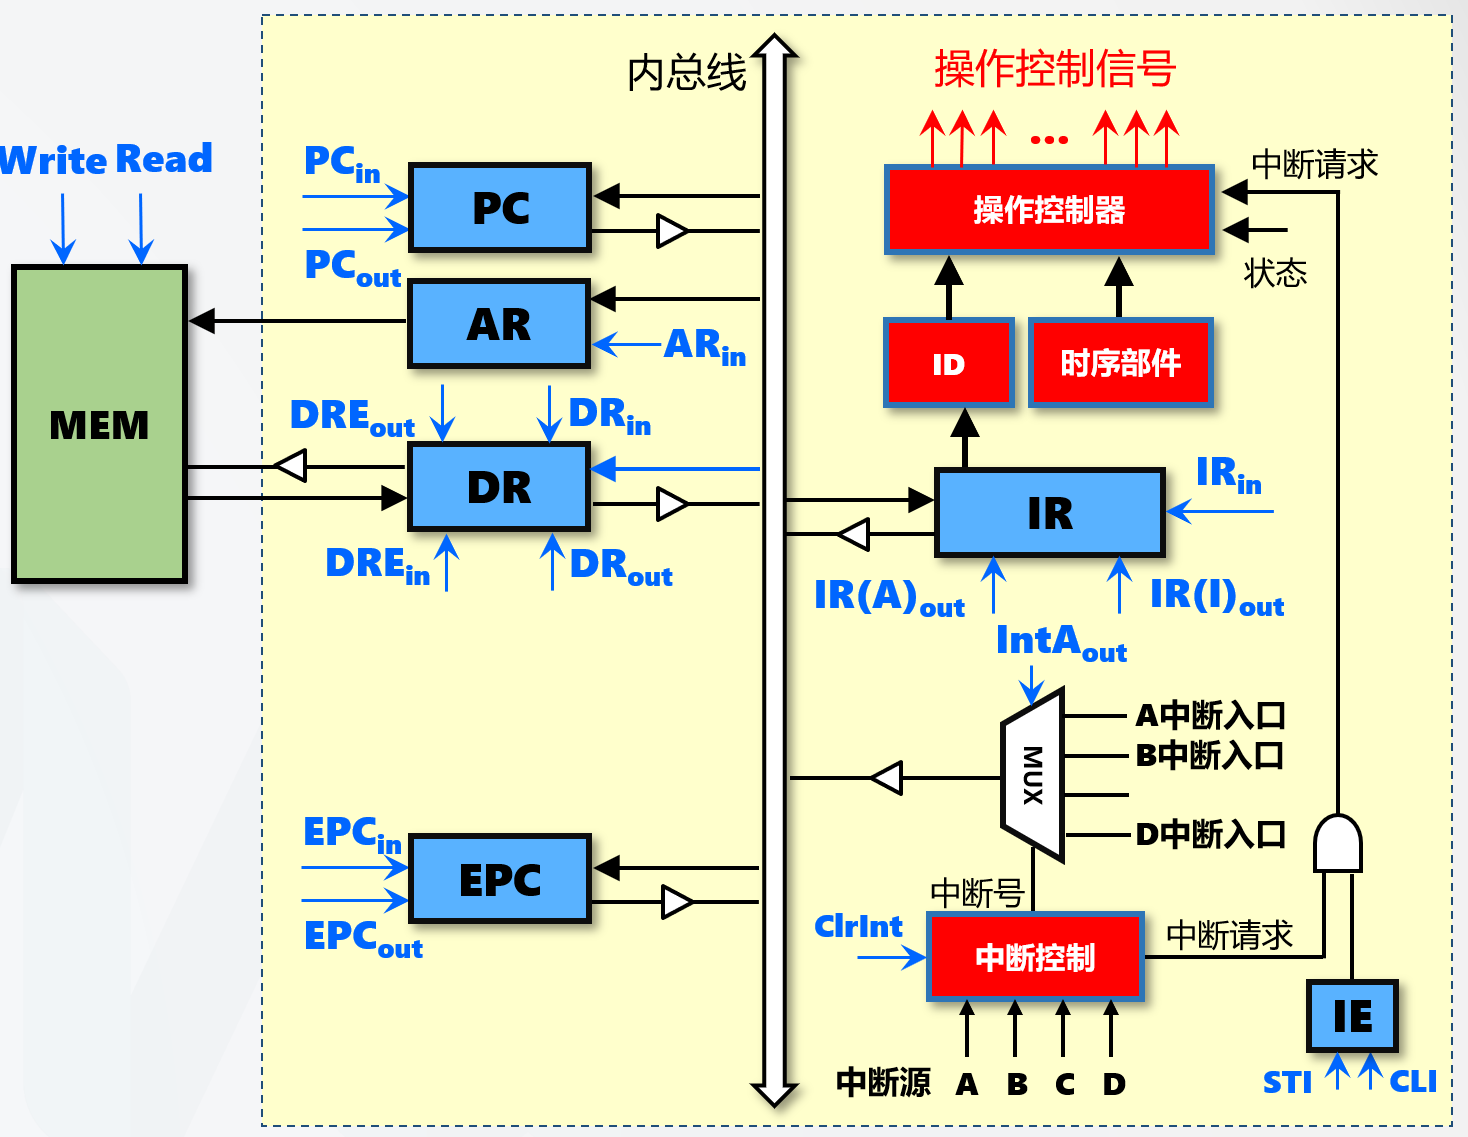 内总线
操作控制信号
Write Read
PCin
PC
PCout
...
操作控制器
中断请求
状态
AR
ARin
ID
时序部件
MEM
DREout
DRin
DR
DREin
DRout
IR
IRin
IR(A)out
IR(I)out
IntAout
MUX
A中断入口
B中断入口
D中断入口
EPCin
EPC
EPCout
中断号
ClrInt
中断控制
中断请求
IE
中断源 A B C D
STI CLI